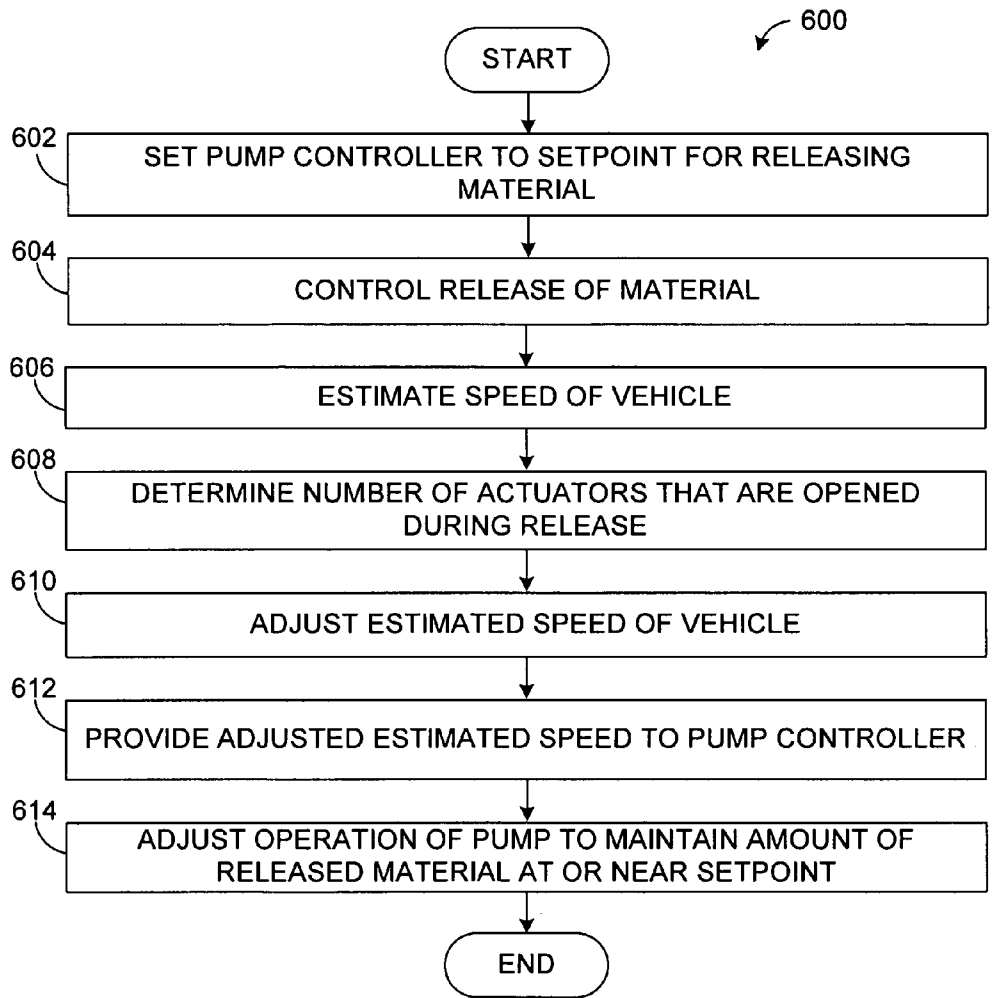 600
START
602
SET PUMP CONTROLLER TO SETPOINT FOR RELEASING
MATERIAL
604
CONTROL RELEASE OF MATERIAL
606
ESTIMATE SPEED OF VEHICLE
608
DETERMINE NUMBER OF ACTUATORS THAT ARE OPENED
DURING RELEASE
610
ADJUST ESTIMATED SPEED OF VEHICLE
612
PROVIDE ADJUSTED ESTIMATED SPEED TO PUMP CONTROLLER
614
ADJUST OPERATION OF PUMP TO MAINTAIN AMOUNT OF
RELEASED MATERIAL AT OR NEAR SETPOINT
END